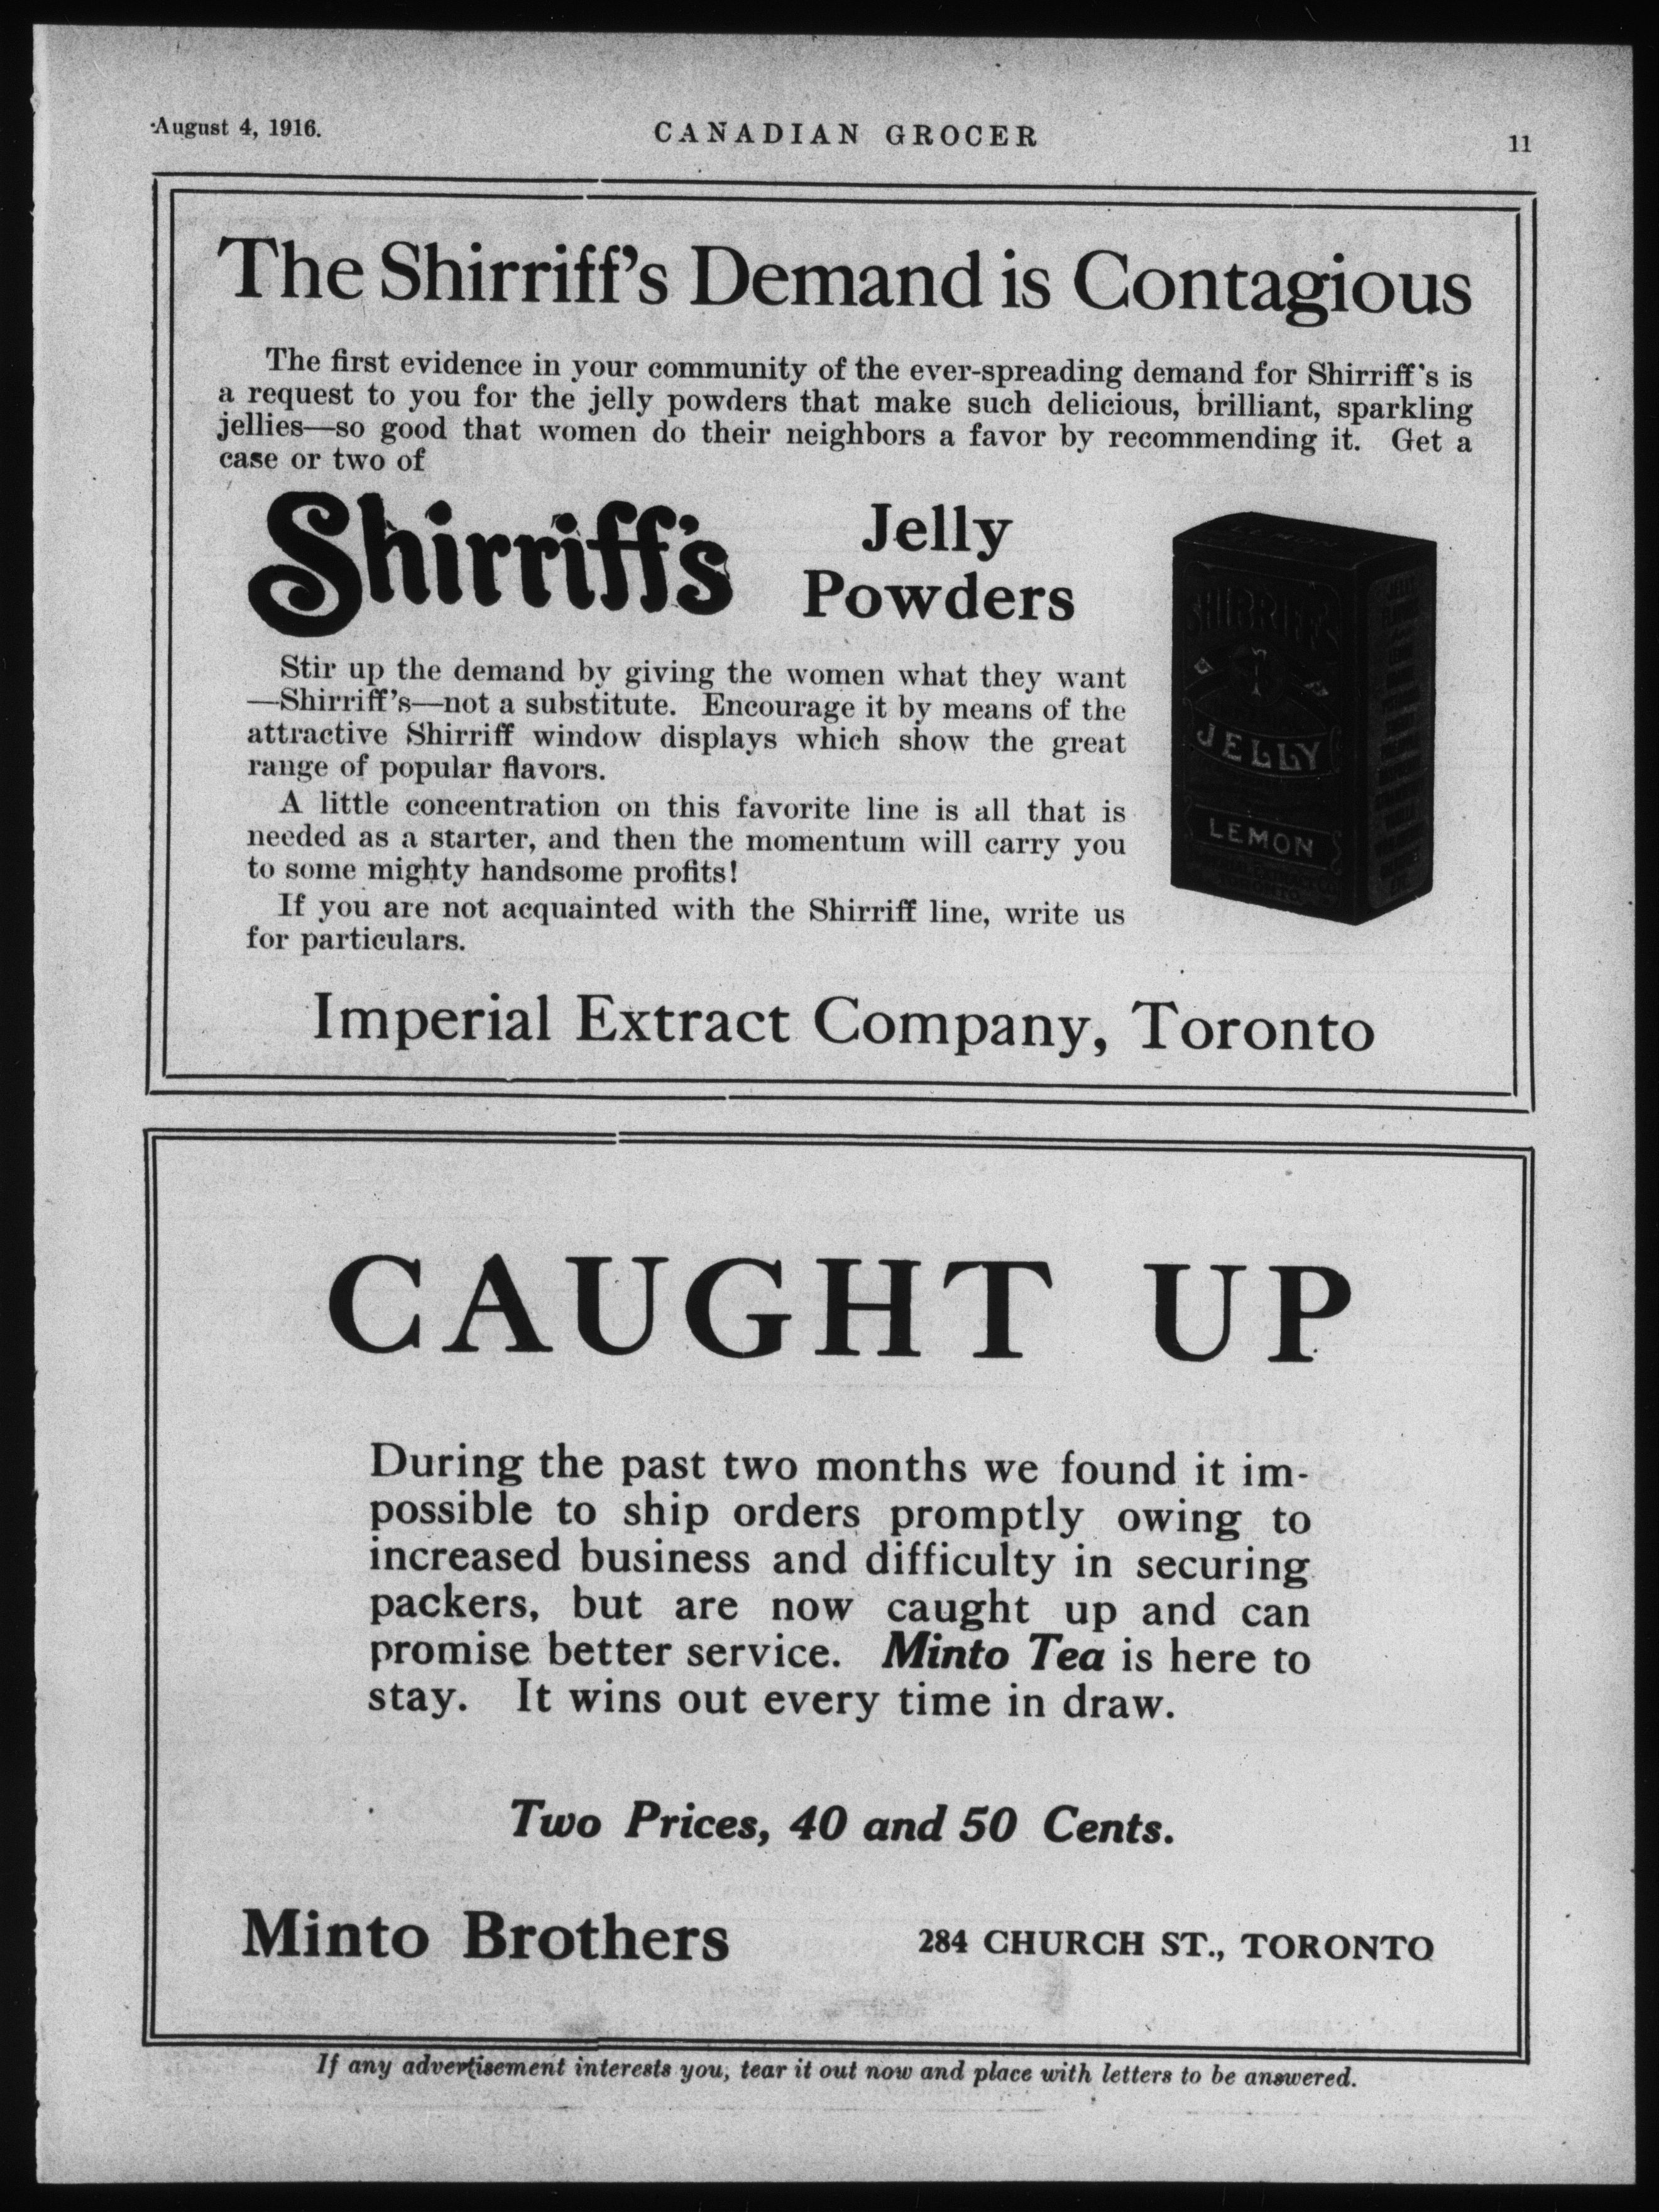 August 4, 1916.
CANADIAN GROCER
11
The Shirriff's Demand is Contagious
The first evidence in your community of the ever-spreading demand for Shirriff's is
a request to you for the jelly powders that make such delicious, brilliant, sparkling
jellies—so good that women do their neighbors a favor by recommending it. Get a
case or two of
Shirriff's
Jelly
Powders
Stir up the demand by giving the women what they want
—Shirriff's—not a substitute. Encourage it by means of the
attractive Shirriff window displays which show the great
range of popular flavors.
A little concentration on this favorite line is all that is
needed as a starter, and then the momentum will carry you
to some mighty handsome profits!
If you are not acquainted with the Shirriff line, write us
for particulars.
SHIRRIFF'S
JELLY
LEMON
TORONTO
Imperial Extract Company, Toronto
CAUGHT UP
During the past two months we found it im-
possible to ship orders promptly owing to
increased business and difficulty in securing
packers, but are now caught up and can
promise better service. Minto Tea is here to
stay. It wins out every time in draw.
Two Prices, 40 and 50 Cents.
Minto Brothers
284 CHURCH ST., TORONTO
If any advertisement interests you, tear it out now and place with letters to be answered.